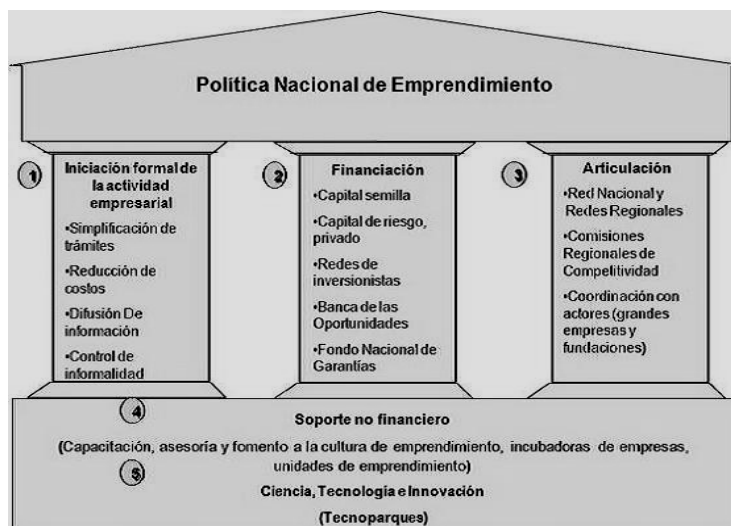 Política Nacional de Emprendimiento
1
Iniciación formal de
la actividad
empresarial
•Simplificación de
trámites
•Reducción de
costos
•Difusión De
información
•Control de
informalidad
2
Financiación
•Capital semilla
•Capital de riesgo,
privado
•Redes de
inversionistas
•Banca de las
Oportunidades
•Fondo Nacional de
Garantías
3
Articulación
•Red Nacional y
Redes Regionales
•Comisiones
Regionales de
Competitividad
•Coordinación con
actores (grandes
empresas y
fundaciones)
4
Soporte no financiero
(Capacitación, asesoría y fomento a la cultura de emprendimiento, incubadoras de empresas,
unidades de emprendimiento)
5
Ciencia, Tecnología e Innovación
(Tecnoparques)